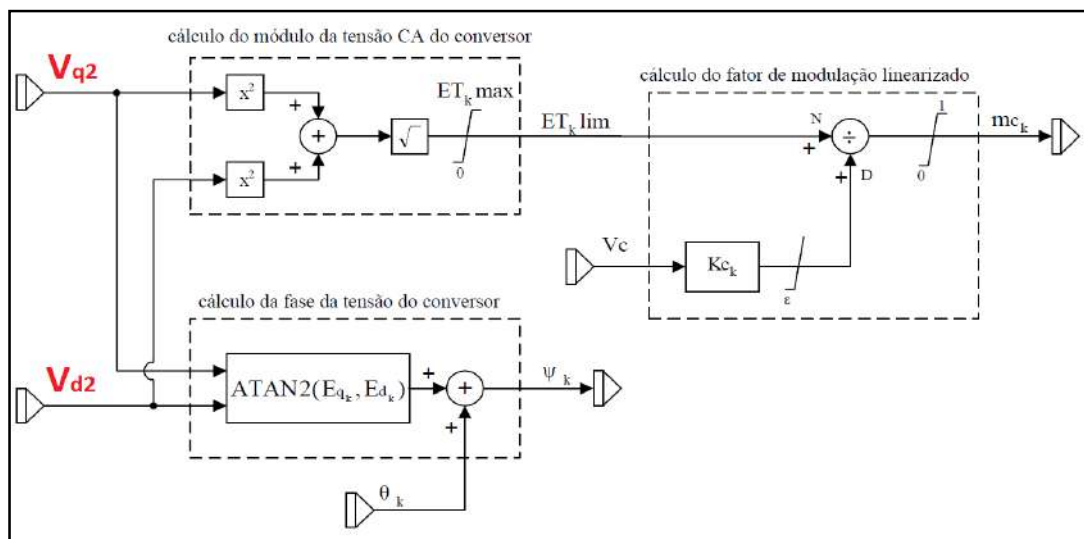 cálculo do módulo da tensão CA do conversor
Vq2
x²
+
ETk max
+
√
0
ETk lim
+
x²
cálculo do fator de modulação linearizado
N
+
÷
1
0
mck
+
D
Vc
Kck
ε
cálculo da fase da tensão do conversor
Vd2
ATAN2(Eqk, Edk)
+
+
ψk
+
θk